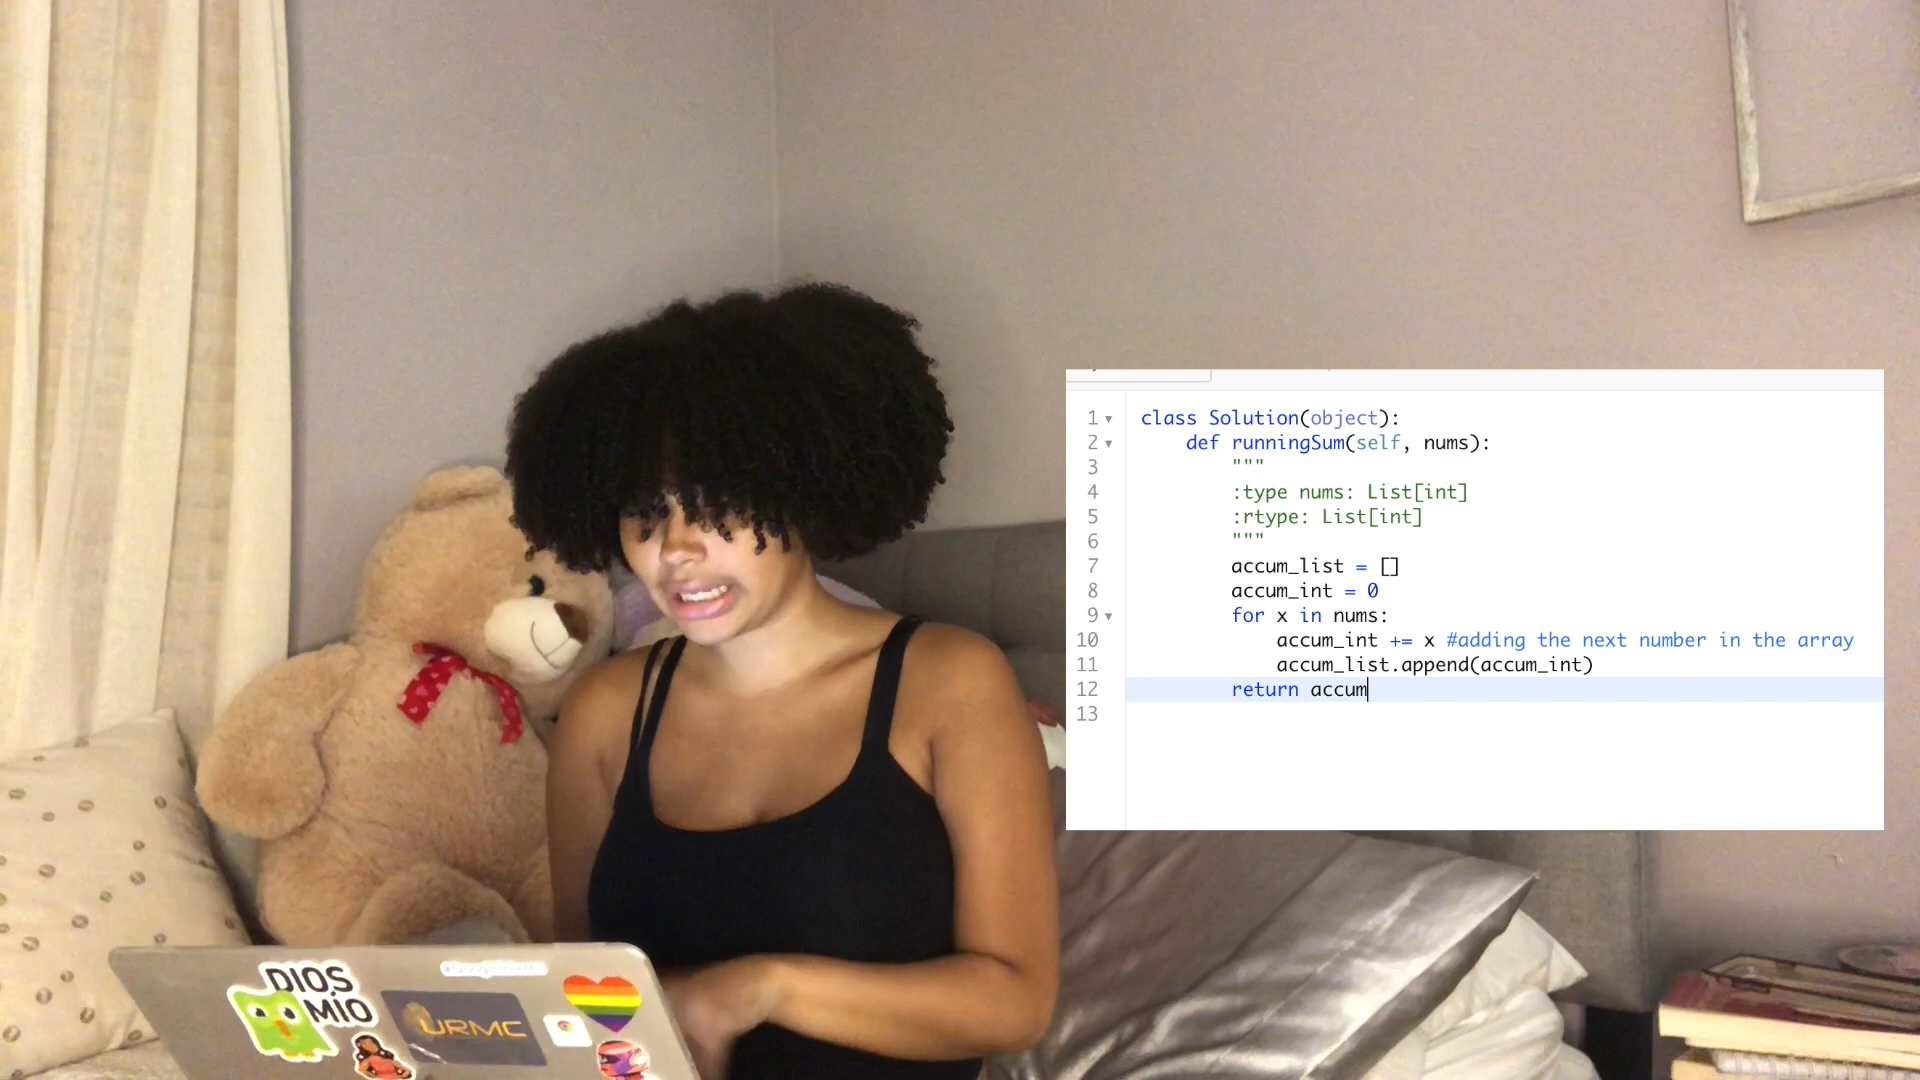 1 class Solution(object):
2 def runningSum(self, nums):
3 """
4 :type nums: List[int]
5 :rtype: List[int]
6 """
7 accum_list = []
8 accum_int = 0
9 for x in nums:
10 accum_int += x #adding the next number in the array
11 accum_list.append(accum_int)
12 return accum
13
DIOS
MÍO
URMC